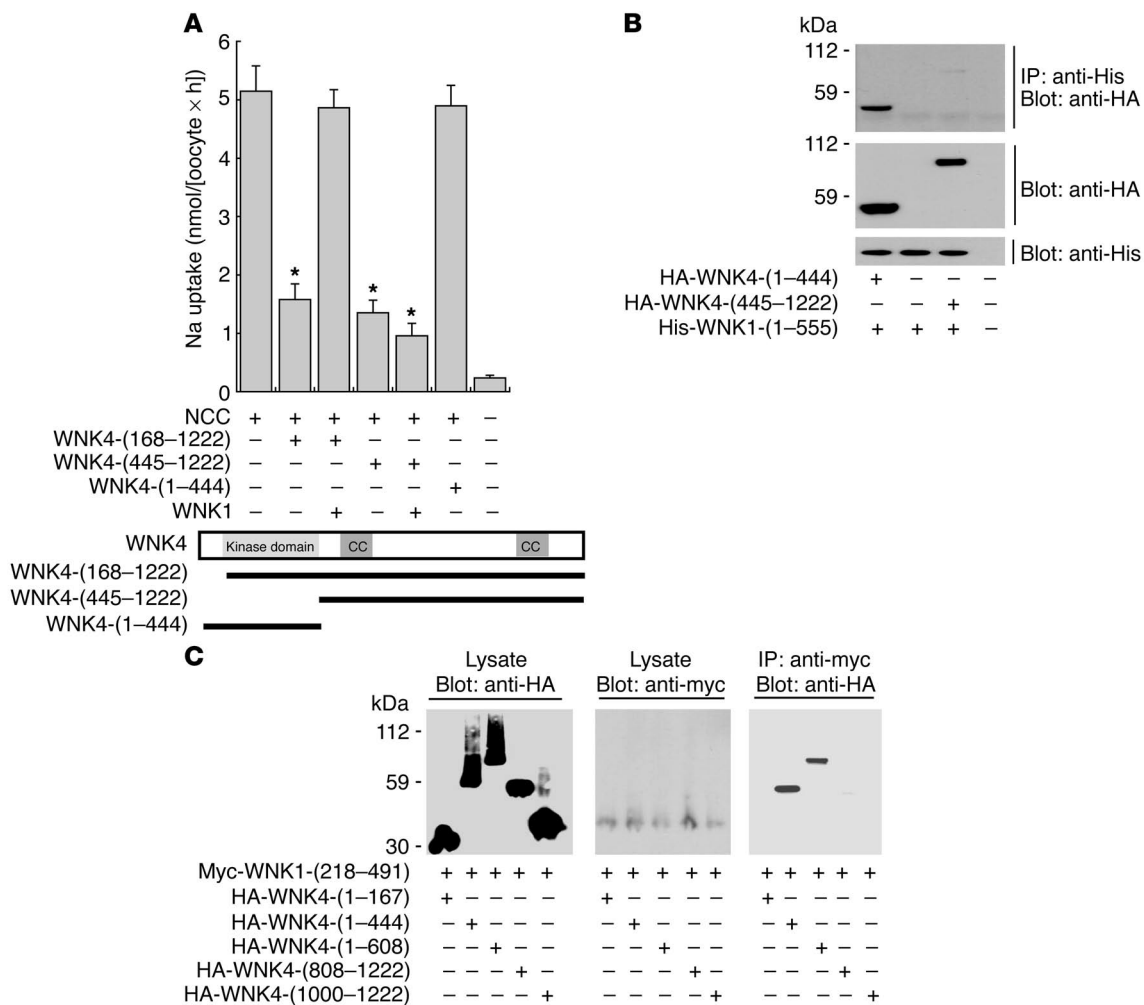 A
Na uptake (nmol/[oocyte × h])
6
5
4
3
2
1
0
* * *
NCC + + + + + + –
WNK4-(168–1222) – + + – – – –
WNK4-(445–1222) – – – + + – –
WNK4-(1–444) – – – – – + –
WNK1 – – + – + – –
WNK4 Kinase domain CC CC
WNK4-(168–1222)
WNK4-(445–1222)
WNK4-(1–444)
B
kDa
112 -
59 -
IP: anti-His
Blot: anti-HA
112 -
59 -
Blot: anti-HA
Blot: anti-His
HA-WNK4-(1–444) + – – –
HA-WNK4-(445–1222) – – + –
His-WNK1-(1–555) + + + –
C
Lysate
Blot: anti-HA
Lysate
Blot: anti-myc
IP: anti-myc
Blot: anti-HA
kDa
112 -
59 -
30 -
Myc-WNK1-(218–491) + + + + + + + + + + + + + + +
HA-WNK4-(1–167) + – – – – + – – – – + – – – –
HA-WNK4-(1–444) – + – – – – + – – – – + – – –
HA-WNK4-(1–608) – – + – – – – + – – – – + – –
HA-WNK4-(808–1222) – – – + – – – – + – – – – + –
HA-WNK4-(1000–1222) – – – – + – – – – + – – – – +